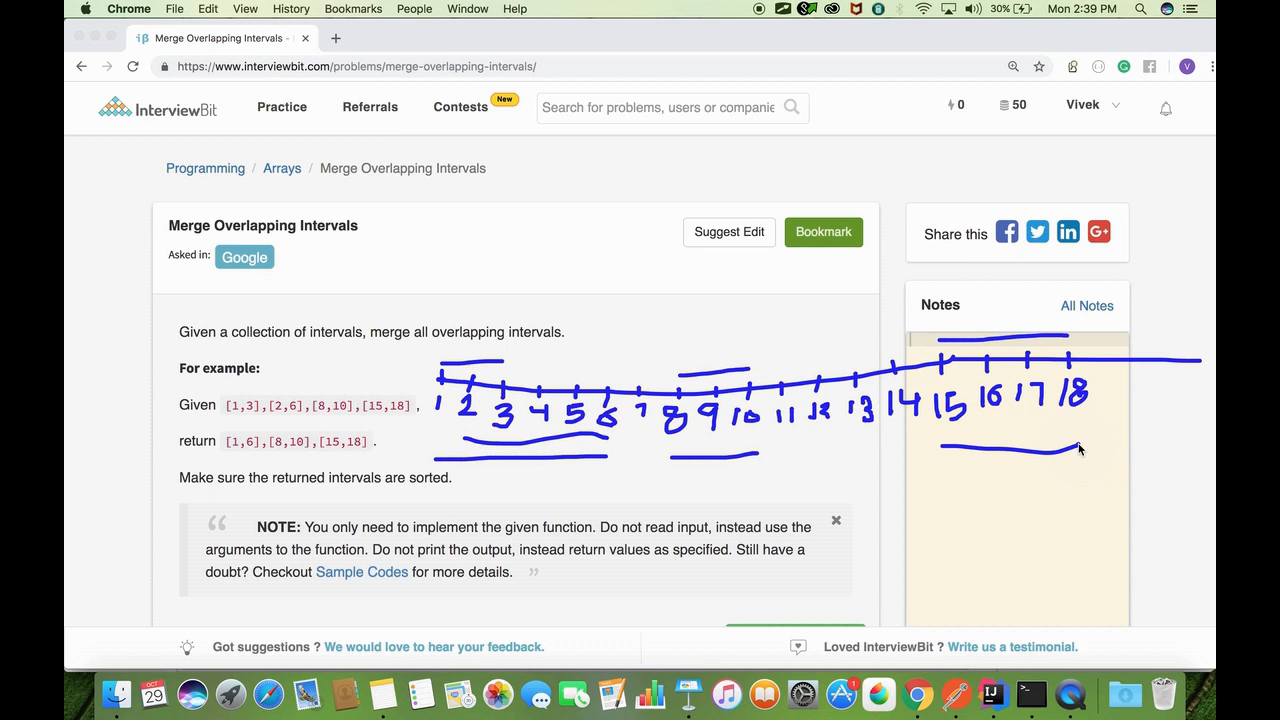 Chrome File Edit View History Bookmarks People Window Help 30% Mon 2:39 PM
Merge Overlapping Intervals -
https://www.interviewbit.com/problems/merge-overlapping-intervals/
InterviewBit Practice Referrals Contests New Search for problems, users or companie 0 50 Vivek
Programming / Arrays / Merge Overlapping Intervals
Merge Overlapping Intervals
Suggest Edit Bookmark
Asked in:
Google
Share this
Notes All Notes
Given a collection of intervals, merge all overlapping intervals.
For example:
Given [1,3],[2,6],[8,10],[15,18] ,
1 2 3 4 5 6 7 8 9 10 11 12 13 14 15 16 17 18
return [1,6],[8,10],[15,18] .
Make sure the returned intervals are sorted.
“ NOTE: You only need to implement the given function. Do not read input, instead use the
arguments to the function. Do not print the output, instead return values as specified. Still have a
doubt? Checkout Sample Codes for more details. ”
Got suggestions ? We would love to hear your feedback.
Loved InterviewBit ? Write us a testimonial.
OCT
29
1